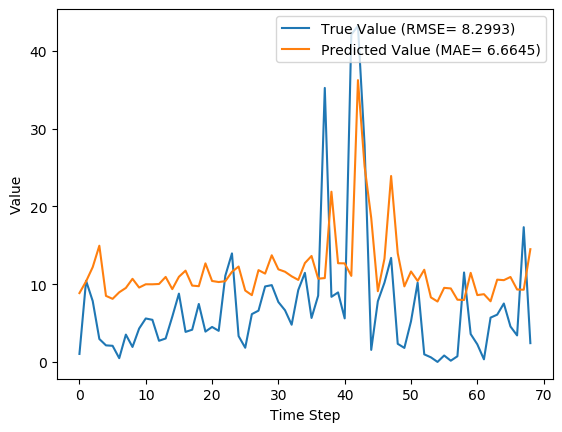 True Value (RMSE= 8.2993)
Predicted Value (MAE= 6.6645)
40
30
20
10
0
Value
0 10 20 30 40 50 60 70
Time Step